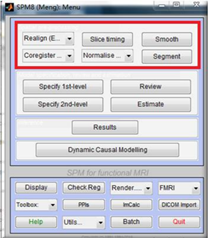 SPM8 (Meng): Menu
Realign (E... Slice timing Smooth
Coregister ... Normalise ... Segment
Specify 1st-level Review
Specify 2nd-level Estimate
Results
Dynamic Causal Modelling
SPM for functional MRI
Display Check Reg Render... FMRI
Toolbox: PPIs ImCalc DICOM Import
Help Utils... Batch Quit